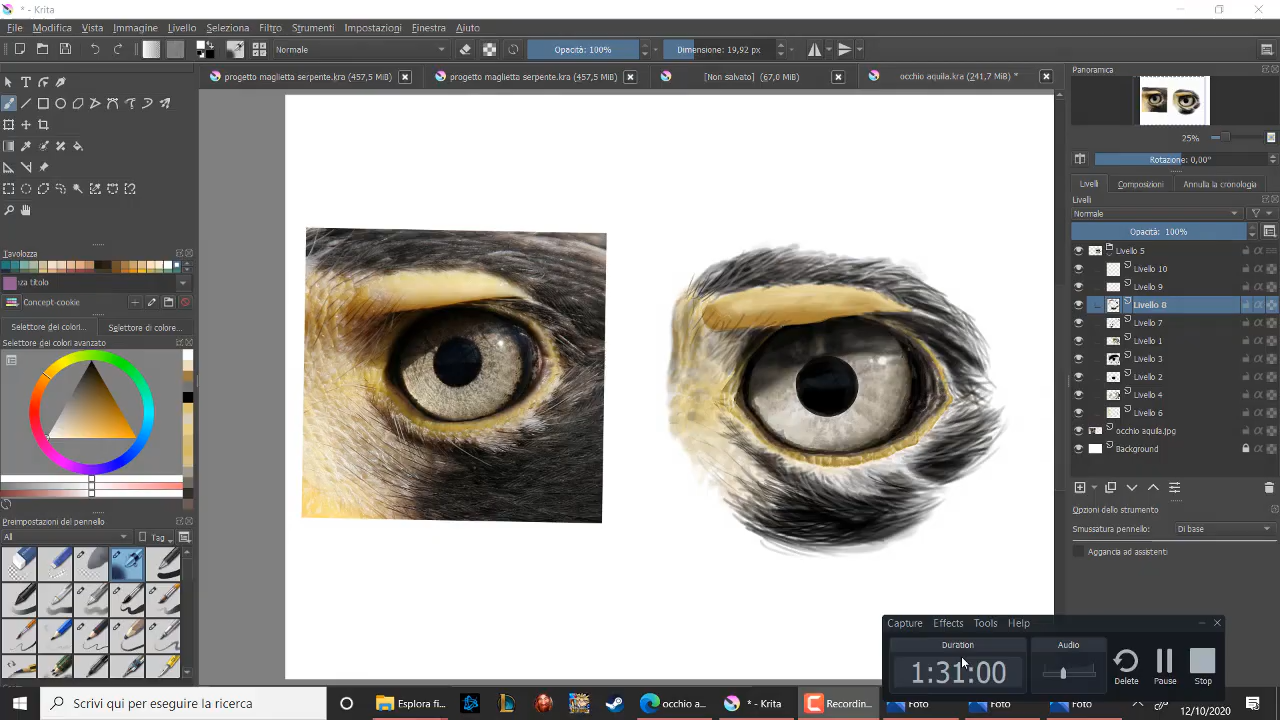 * - Krita
File Modifica Vista Immagine Livello Seleziona Filtro Strumenti Impostazioni Finestra Aiuto
Normale Opacità: 100% Dimensione: 19,92 px
progetto maglietta serpente.kra (457,5 MiB) progetto maglietta serpente.kra (457,5 MiB) [Non salvato] (67,0 MiB) occhio aquila.kra (241,7 MiB) *
Panoramica
25%
Rotazione: 0,00°
Livelli Composizioni Annulla la cronologia
Livelli
Normale
Opacità: 100%
Livello 5
Livello 10
Livello 9
Livello 8
Livello 7
Livello 1
Livello 3
Livello 2
Livello 4
Livello 6
occhio aquila.jpg
Background
Opzioni dello strumento
Smussatura pennello: Di base
Aggancia ad assistenti
Tavolozza
za titolo
Concept-cookie
Selettore dei colori... Selettore di colore...
Selettore dei colori avanzato
Preimpostazioni del pennello
All Tag
Capture Effects Tools Help
Duration Audio
1:31:00
Delete Pause Stop
Scrivi qui per eseguire la ricerca Esplora fi... occhio a... * - Krita Recordin... Foto Foto Foto 12/10/2020